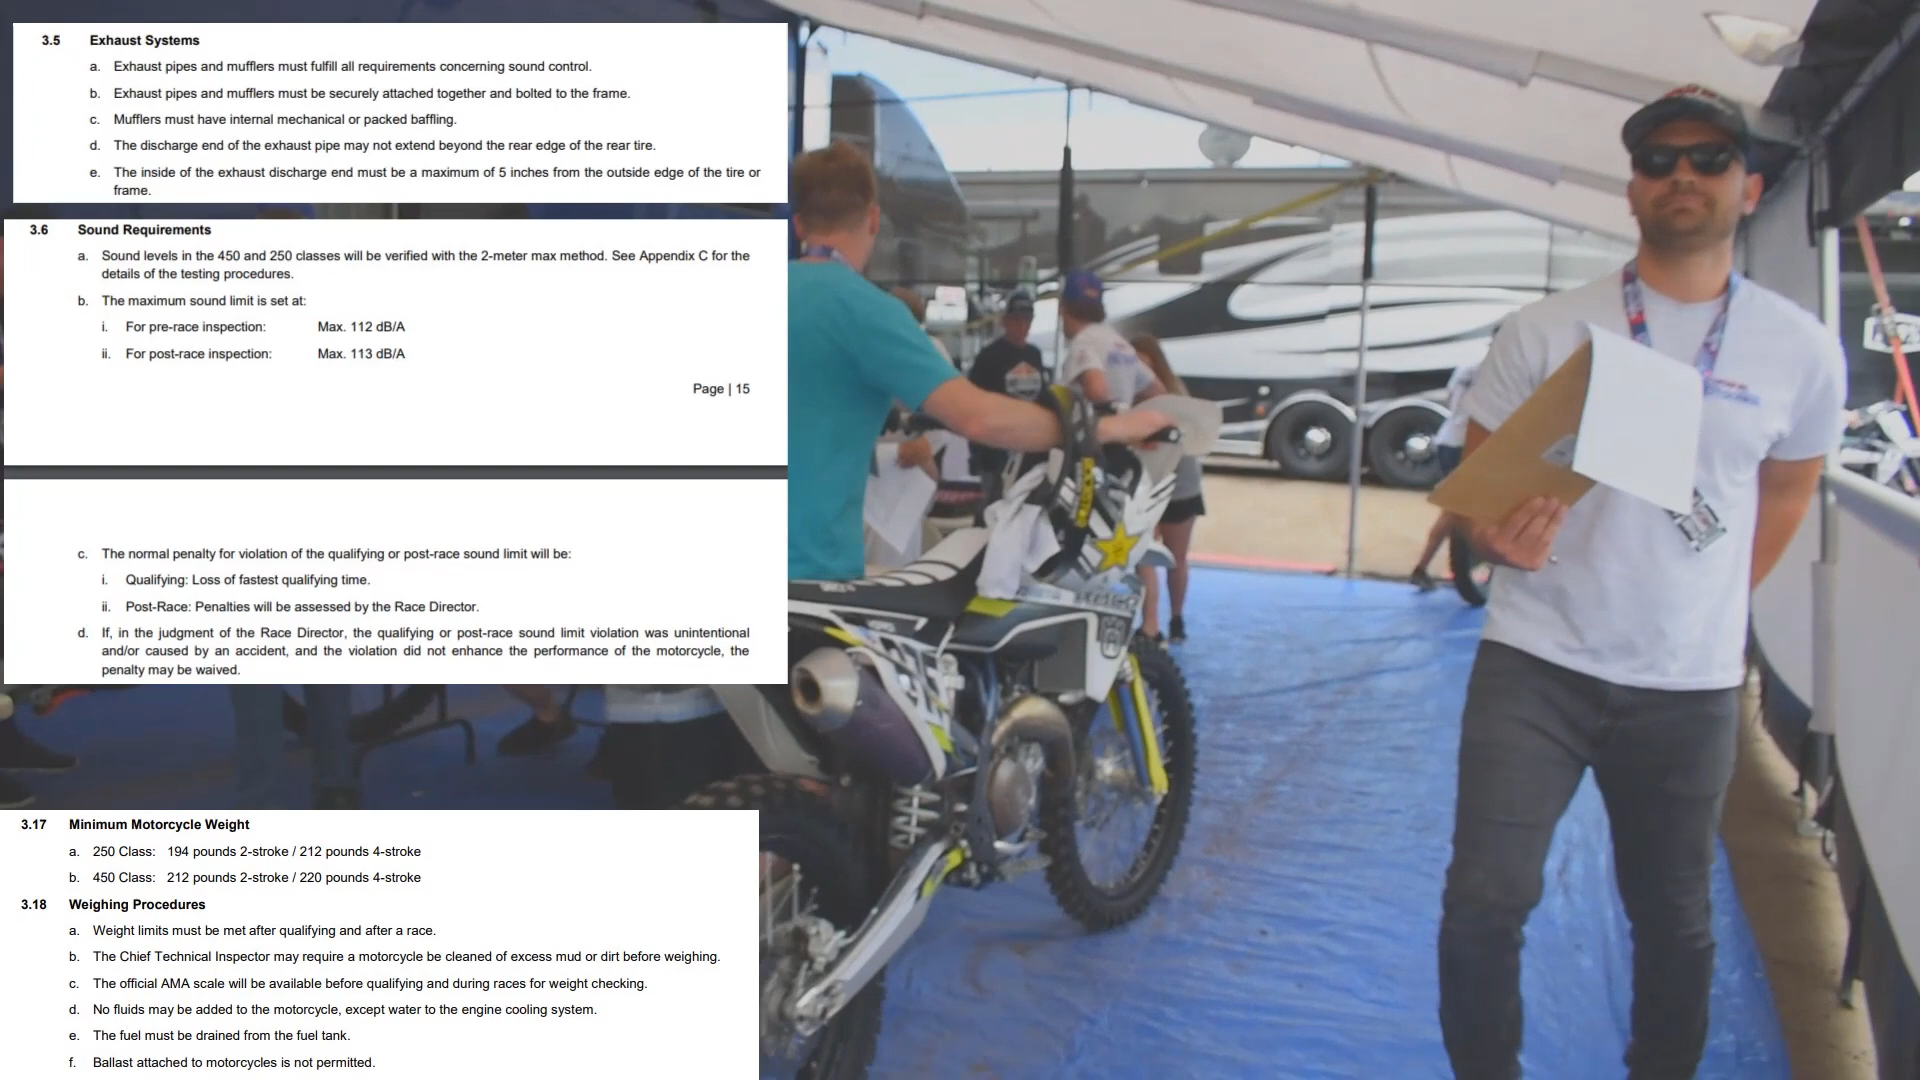 3.5 Exhaust Systems
a. Exhaust pipes and mufflers must fulfill all requirements concerning sound control.
b. Exhaust pipes and mufflers must be securely attached together and bolted to the frame.
c. Mufflers must have internal mechanical or packed baffling.
d. The discharge end of the exhaust pipe may not extend beyond the rear edge of the rear tire.
e. The inside of the exhaust discharge end must be a maximum of 5 inches from the outside edge of the tire or
frame.
3.6 Sound Requirements
a. Sound levels in the 450 and 250 classes will be verified with the 2-meter max method. See Appendix C for the
details of the testing procedures.
b. The maximum sound limit is set at:
i. For pre-race inspection: Max. 112 dB/A
ii. For post-race inspection: Max. 113 dB/A
Page | 15
c. The normal penalty for violation of the qualifying or post-race sound limit will be:
i. Qualifying: Loss of fastest qualifying time.
ii. Post-Race: Penalties will be assessed by the Race Director.
d. If, in the judgment of the Race Director, the qualifying or post-race sound limit violation was unintentional
and/or caused by an accident, and the violation did not enhance the performance of the motorcycle, the
penalty may be waived.
3.17 Minimum Motorcycle Weight
a. 250 Class: 194 pounds 2-stroke / 212 pounds 4-stroke
b. 450 Class: 212 pounds 2-stroke / 220 pounds 4-stroke
3.18 Weighing Procedures
a. Weight limits must be met after qualifying and after a race.
b. The Chief Technical Inspector may require a motorcycle be cleaned of excess mud or dirt before weighing.
c. The official AMA scale will be available before qualifying and during races for weight checking.
d. No fluids may be added to the motorcycle, except water to the engine cooling system.
e. The fuel must be drained from the fuel tank.
f. Ballast attached to motorcycles is not permitted.